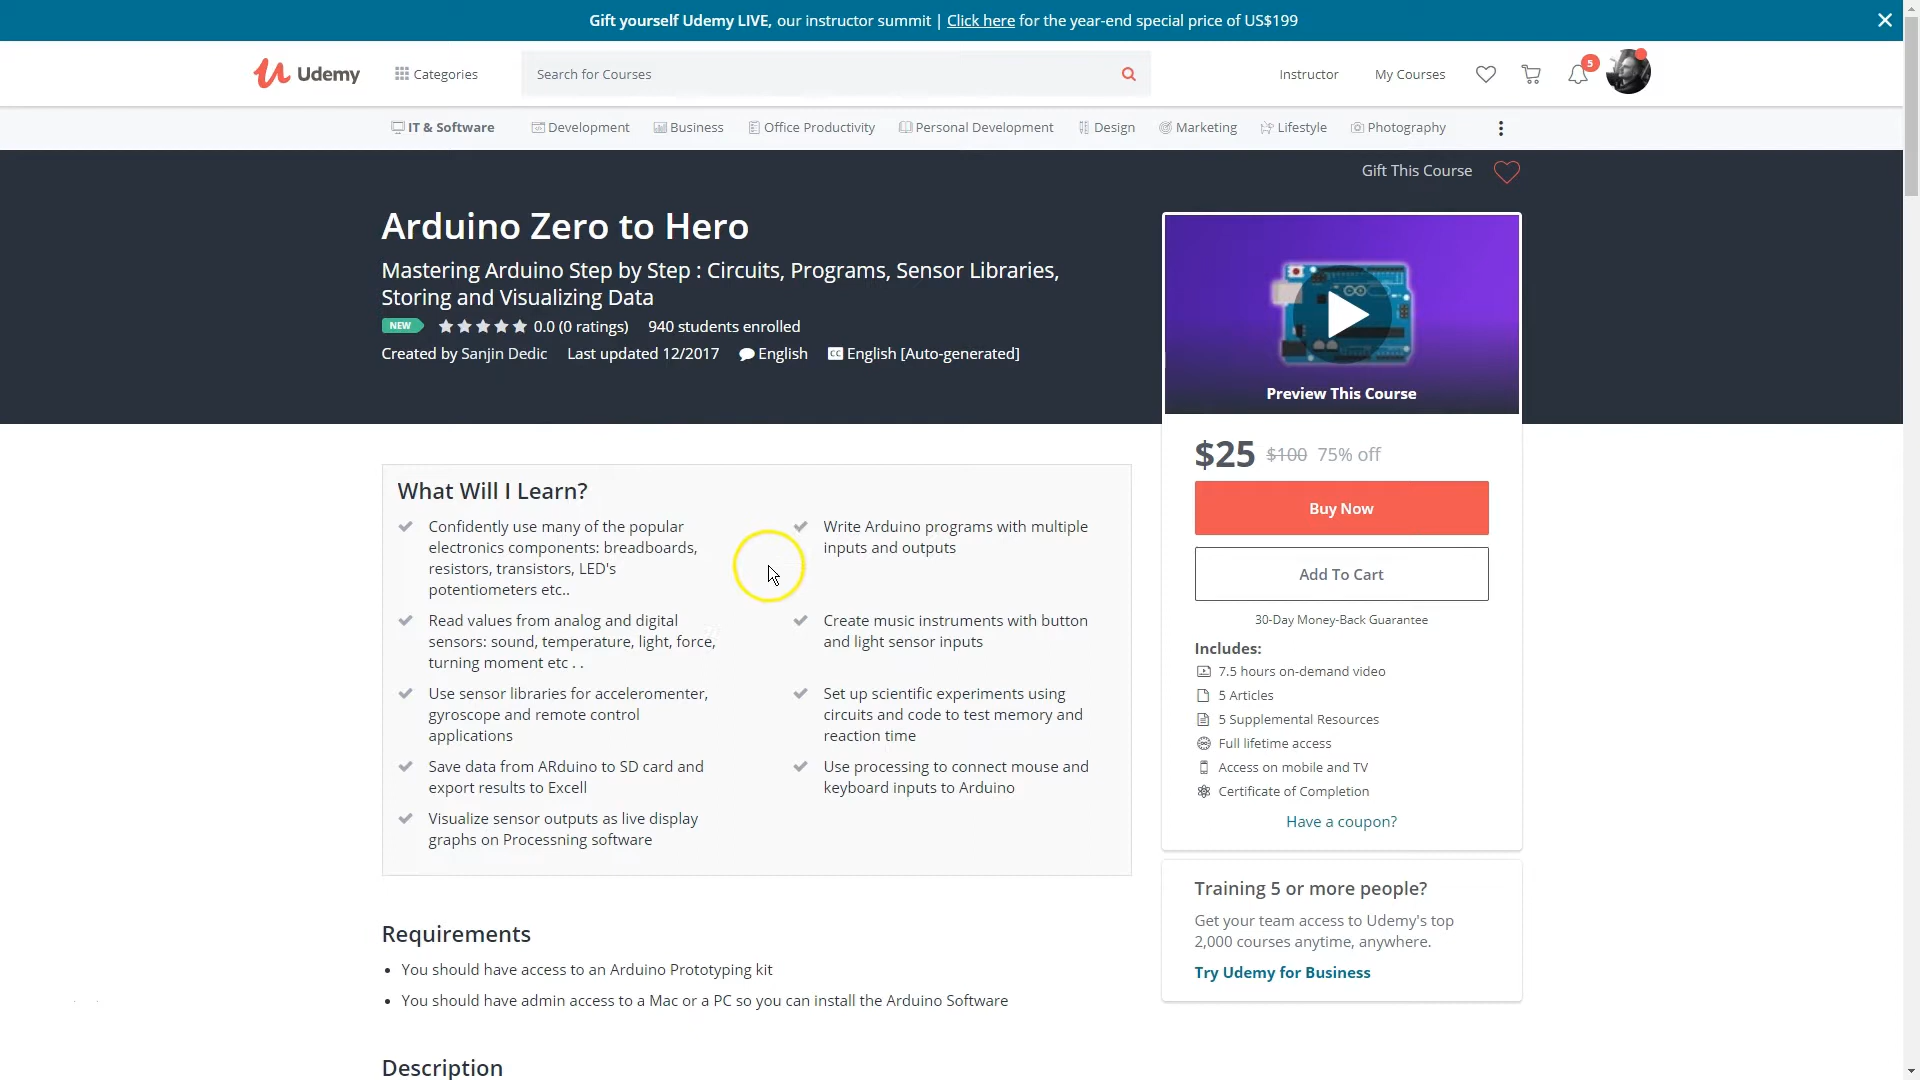 Gift yourself Udemy LIVE, our instructor summit | Click here for the year-end special price of US$199
Udemy
Categories
Search for Courses
Instructor
My Courses
5
IT & Software
Development
Business
Office Productivity
Personal Development
Design
Marketing
Lifestyle
Photography
Gift This Course
Arduino Zero to Hero
Mastering Arduino Step by Step : Circuits, Programs, Sensor Libraries,
Storing and Visualizing Data
NEW 0.0 (0 ratings) 940 students enrolled
Created by Sanjin Dedic Last updated 12/2017 English CC English [Auto-generated]
Preview This Course
$25 $100 75% off
Buy Now
Add To Cart
30-Day Money-Back Guarantee
Includes:
7.5 hours on-demand video
5 Articles
5 Supplemental Resources
Full lifetime access
Access on mobile and TV
Certificate of Completion
Have a coupon?
Training 5 or more people?
Get your team access to Udemy's top
2,000 courses anytime, anywhere.
Try Udemy for Business
What Will I Learn?
Confidently use many of the popular
electronics components: breadboards,
resistors, transistors, LED's
potentiometers etc..
Write Arduino programs with multiple
inputs and outputs
Read values from analog and digital
sensors: sound, temperature, light, force,
turning moment etc . .
Create music instruments with button
and light sensor inputs
Use sensor libraries for acceleromenter,
gyroscope and remote control
applications
Set up scientific experiments using
circuits and code to test memory and
reaction time
Save data from ARduino to SD card and
export results to Excell
Use processing to connect mouse and
keyboard inputs to Arduino
Visualize sensor outputs as live display
graphs on Processning software
Requirements
You should have access to an Arduino Prototyping kit
You should have admin access to a Mac or a PC so you can install the Arduino Software
Description